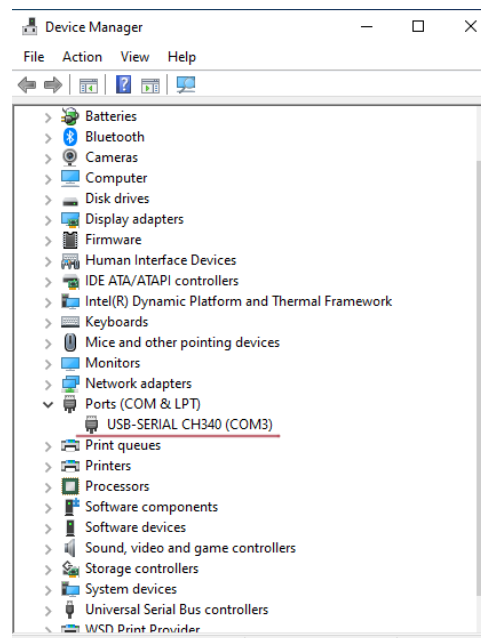 Device Manager
File Action View Help
Batteries
Bluetooth
Cameras
Computer
Disk drives
Display adapters
Firmware
Human Interface Devices
IDE ATA/ATAPI controllers
Intel(R) Dynamic Platform and Thermal Framework
Keyboards
Mice and other pointing devices
Monitors
Network adapters
Ports (COM & LPT)
USB-SERIAL CH340 (COM3)
Print queues
Printers
Processors
Software components
Software devices
Sound, video and game controllers
Storage controllers
System devices
Universal Serial Bus controllers
WSD Print Provider